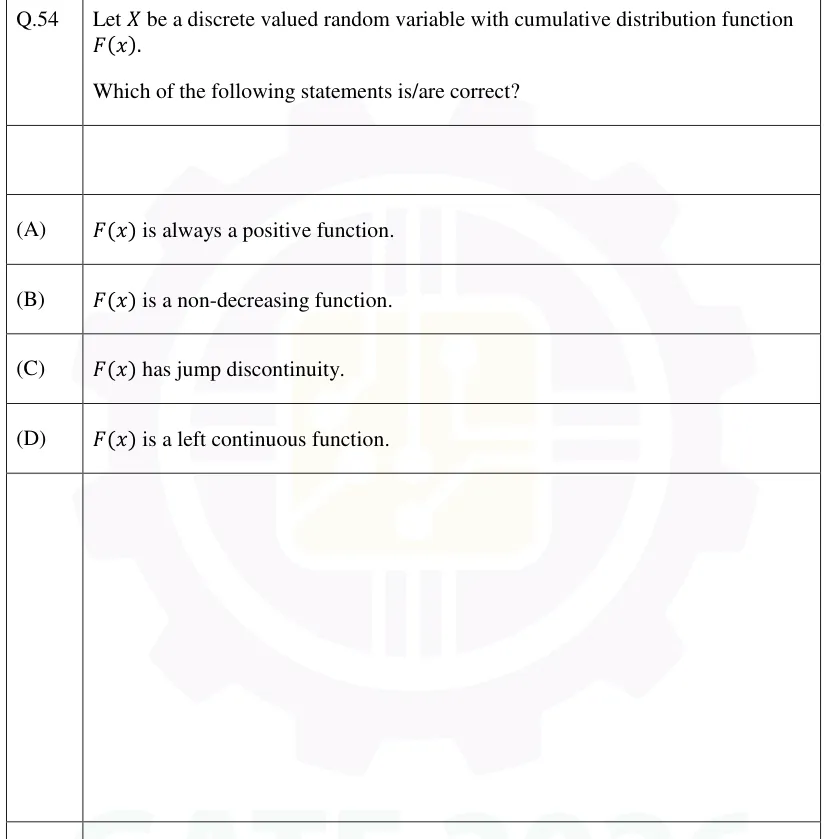 Q.54 Let X be a discrete valued random variable with cumulative distribution function
F(x).
Which of the following statements is/are correct?
(A) F(x) is always a positive function.
(B) F(x) is a non-decreasing function.
(C) F(x) has jump discontinuity.
(D) F(x) is a left continuous function.